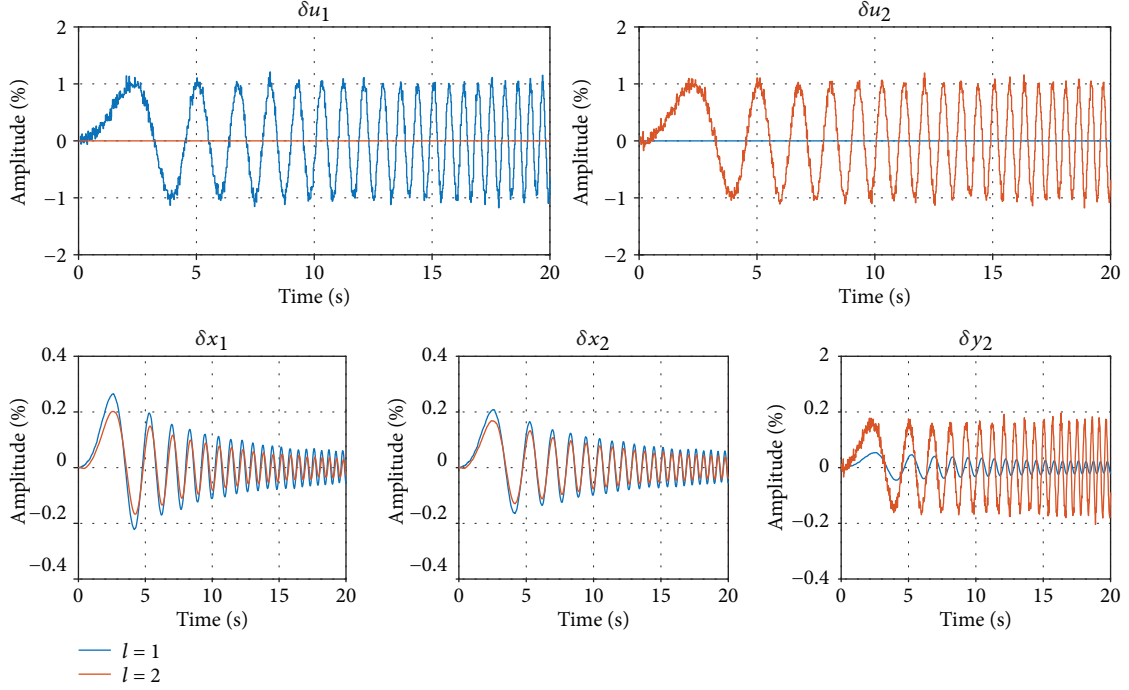 δu1
Amplitude (%)
2
1
0
−1
−2
0 5 10 15 20
Time (s)
δu2
Amplitude (%)
2
1
0
−1
−2
0 5 10 15 20
Time (s)
δx1
Amplitude (%)
0.4
0.2
0
−0.2
−0.4
0 5 10 15 20
Time (s)
δx2
Amplitude (%)
0.4
0.2
0
−0.2
−0.4
0 5 10 15 20
Time (s)
δy2
Amplitude (%)
2
0.2
0
−0.2
−0.4
0 5 10 15 20
Time (s)
l = 1
l = 2